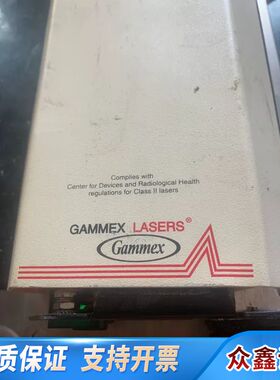 Complies with
Center for Devices and Radiological Health
regulations for Class II lasers
GAMMEX LASERS®
Gammex
质保证 支持开票
众鑫